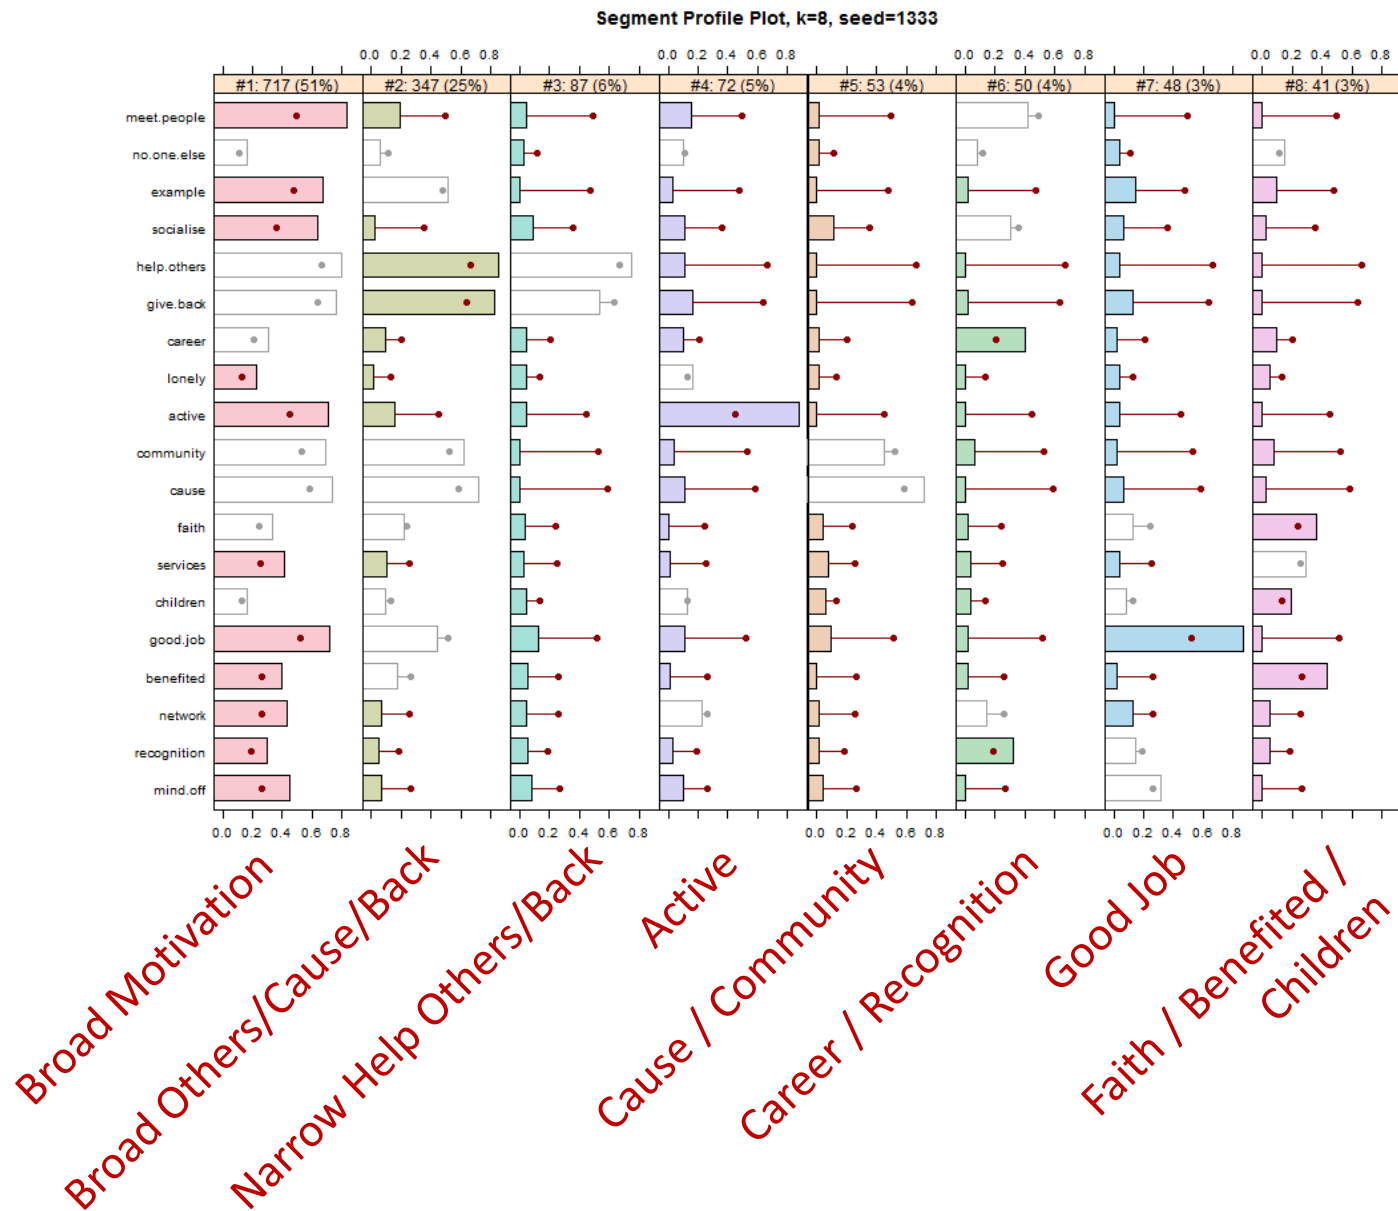 Segment Profile Plot, k=8, seed=1333
0.0 0.2 0.4 0.6 0.8 0.0 0.2 0.4 0.6 0.8 0.0 0.2 0.4 0.6 0.8 0.0 0.2 0.4 0.6 0.8
#1: 717 (51%) #2: 347 (25%) #3: 87 (6%) #4: 72 (5%) #5: 53 (4%) #6: 50 (4%) #7: 48 (3%) #8: 41 (3%)
meet.people
no.one.else
example
socialise
help.others
give.back
career
lonely
active
community
cause
faith
services
children
good.job
benefited
network
recognition
mind.off
0.0 0.2 0.4 0.6 0.8 0.0 0.2 0.4 0.6 0.8 0.0 0.2 0.4 0.6 0.8 0.0 0.2 0.4 0.6 0.8
Broad Motivation
Broad Others/Cause/Back
Narrow Help Others/Back
Active
Cause / Community
Career / Recognition
Good Job
Faith / Benefited /
Children